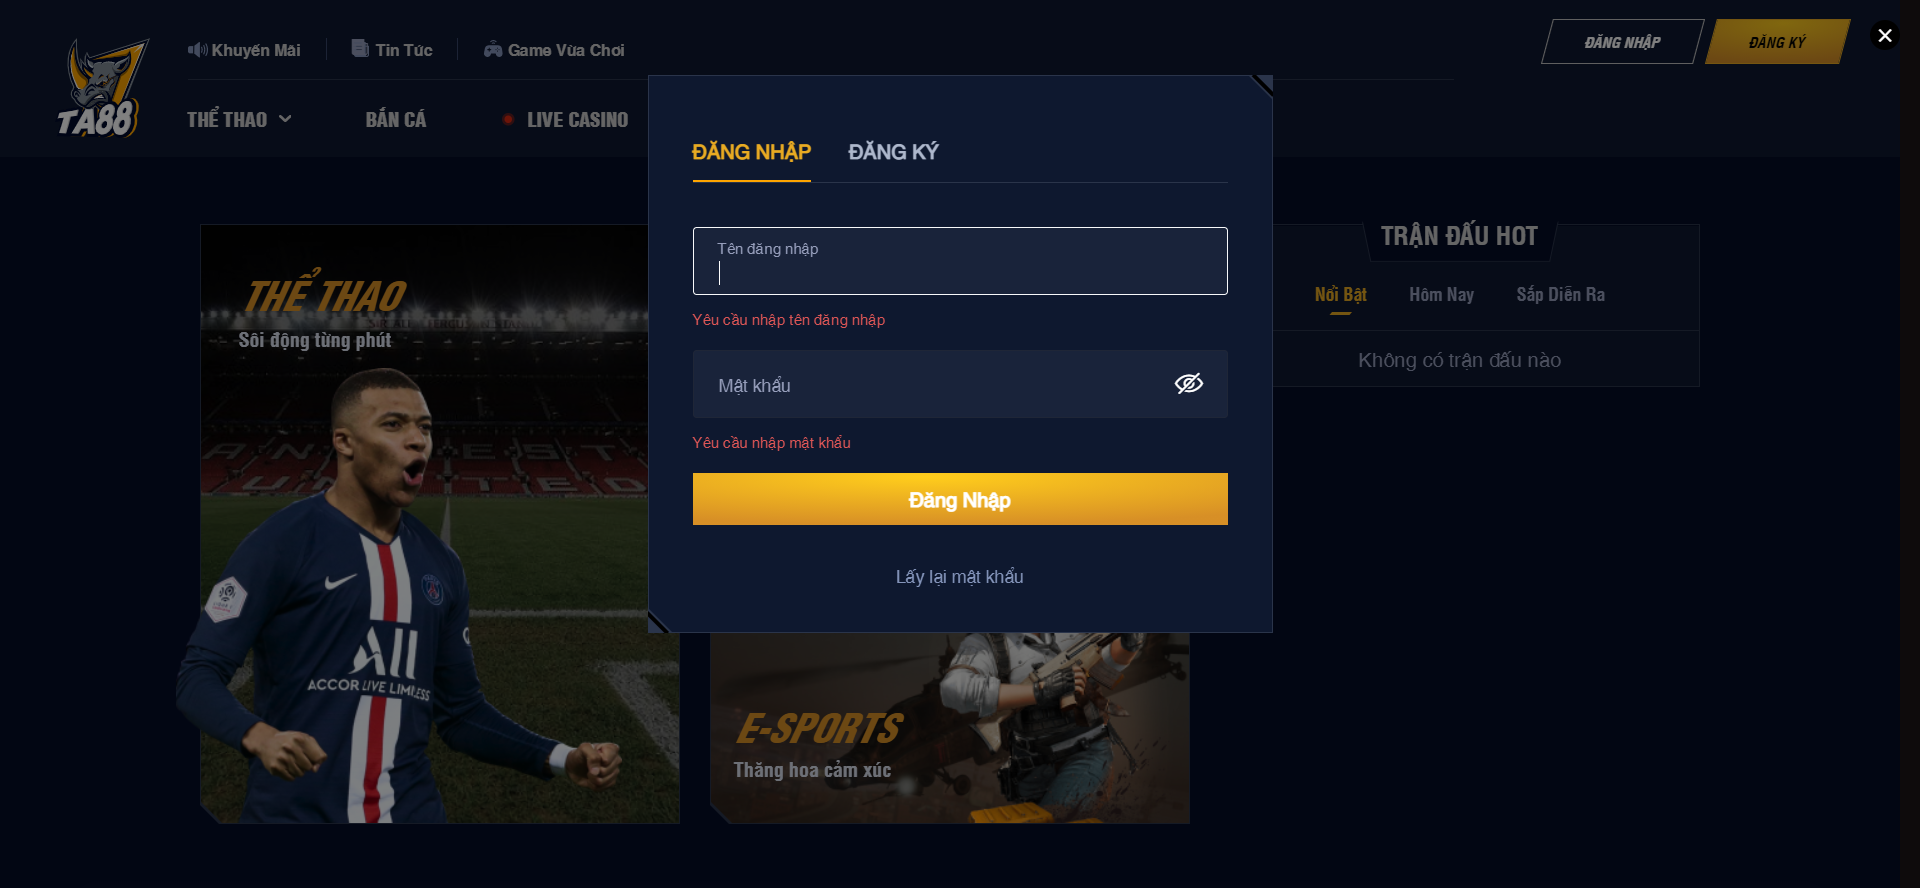 Khuyến Mãi
Tin Tức
Game Vừa Chơi
ĐĂNG NHẬP
ĐĂNG KÝ
TA88
THỂ THAO
BẮN CÁ
LIVE CASINO
ĐĂNG NHẬP
ĐĂNG KÝ
Tên đăng nhập
Yêu cầu nhập tên đăng nhập
Mật khẩu
Yêu cầu nhập mật khẩu
Đăng Nhập
Lấy lại mật khẩu
THỂ THAO
Sôi động từng phút
UNITED
ACCOR LIVE LIMITLESS
E-SPORTS
Thăng hoa cảm xúc
TRẬN ĐẤU HOT
Nổi Bật
Hôm Nay
Sắp Diễn Ra
Không có trận đấu nào